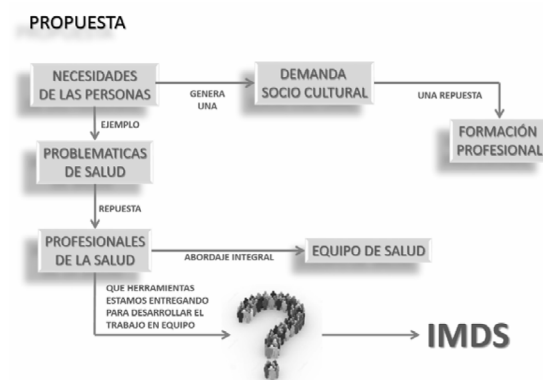 PROPUESTA
NECESIDADES
DE LAS PERSONAS
GENERA
UNA
DEMANDA
SOCIO CULTURAL
UNA REPUESTA
FORMACIÓN
PROFESIONAL
EJEMPLO
PROBLEMATICAS
DE SALUD
REPUESTA
PROFESIONALES
DE LA SALUD
ABORDAJE INTEGRAL
EQUIPO DE SALUD
QUE HERRAMIENTAS
ESTAMOS ENTREGANDO
PARA DESARROLLAR EL
TRABAJO EN EQUIPO
?
IMDS